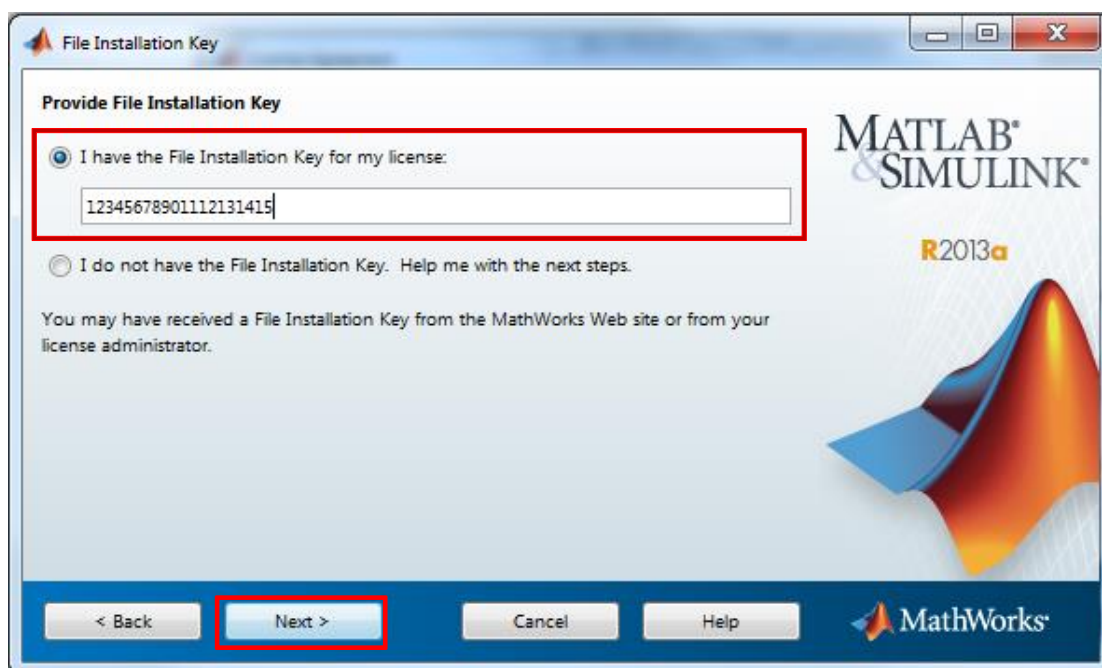 File Installation Key
Provide File Installation Key
I have the File Installation Key for my license:
12345678901112131415
I do not have the File Installation Key. Help me with the next steps.
You may have received a File Installation Key from the MathWorks Web site or from your
license administrator.
MATLAB®
&SIMULINK®
R2013a
< Back
Next >
Cancel
Help
MathWorks®